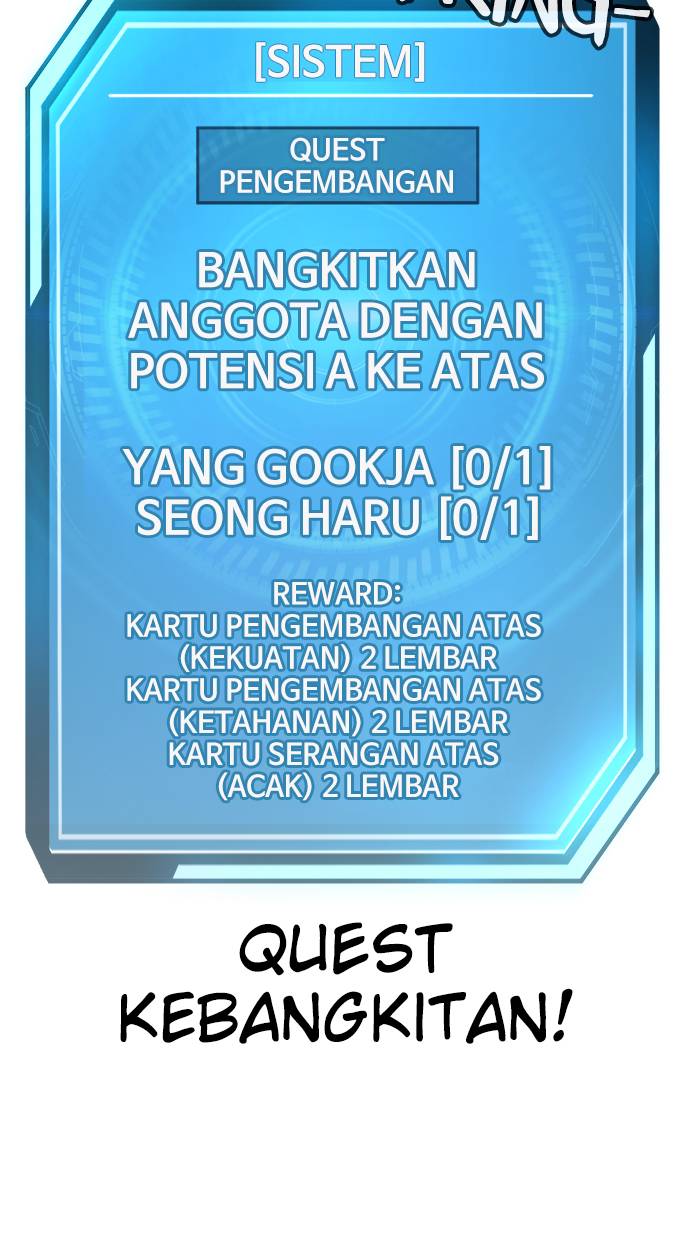 RING-
[SISTEM]
QUEST
PENGEMBANGAN
BANGKITKAN
ANGGOTA DENGAN
POTENSI A KE ATAS
YANG GOOKJA [0/1]
SEONG HARU [0/1]
REWARD:
KARTU PENGEMBANGAN ATAS
(KEKUATAN) 2 LEMBAR
KARTU PENGEMBANGAN ATAS
(KETAHANAN) 2 LEMBAR
KARTU SERANGAN ATAS
(ACAK) 2 LEMBAR
QUEST
KEBANGKITAN!